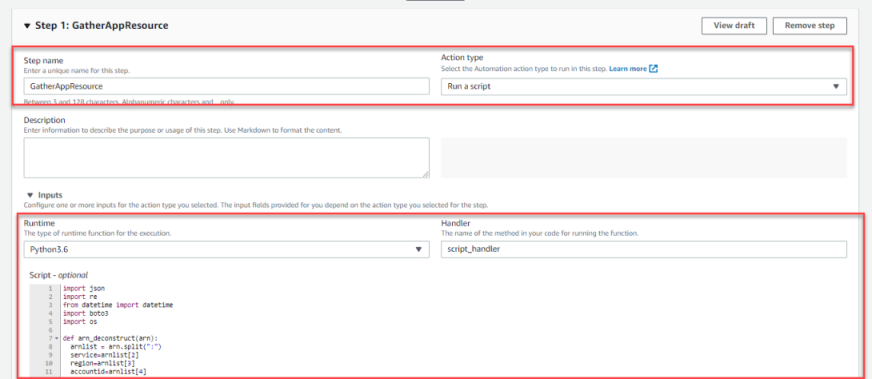 ▼ Step 1: GatherAppResource
View draft
Remove step
Step name
Enter a unique name for this step.
GatherAppResource
Between 3 and 128 characters. Alphanumeric characters and _ only.
Action type
Select the Automation action type to run in this step. Learn more
Run a script
Description
Enter information to describe the purpose or usage of this step. Use Markdown to format the content.
▼ Inputs
Configure one or more inputs for the action type you selected. The input fields provided for you depend on the action type you selected for the step.
Runtime
The type of runtime function for the execution.
Python3.6
Handler
The name of the method in your code for running the function.
script_handler
Script - optional
1 import json
2 import re
3 from datetime import datetime
4 import boto3
5 import os
6
7 def arn_deconstruct(arn):
8 arnlist = arn.split(":")
9 service=arnlist[2]
10 region=arnlist[3]
11 accountid=arnlist[4]